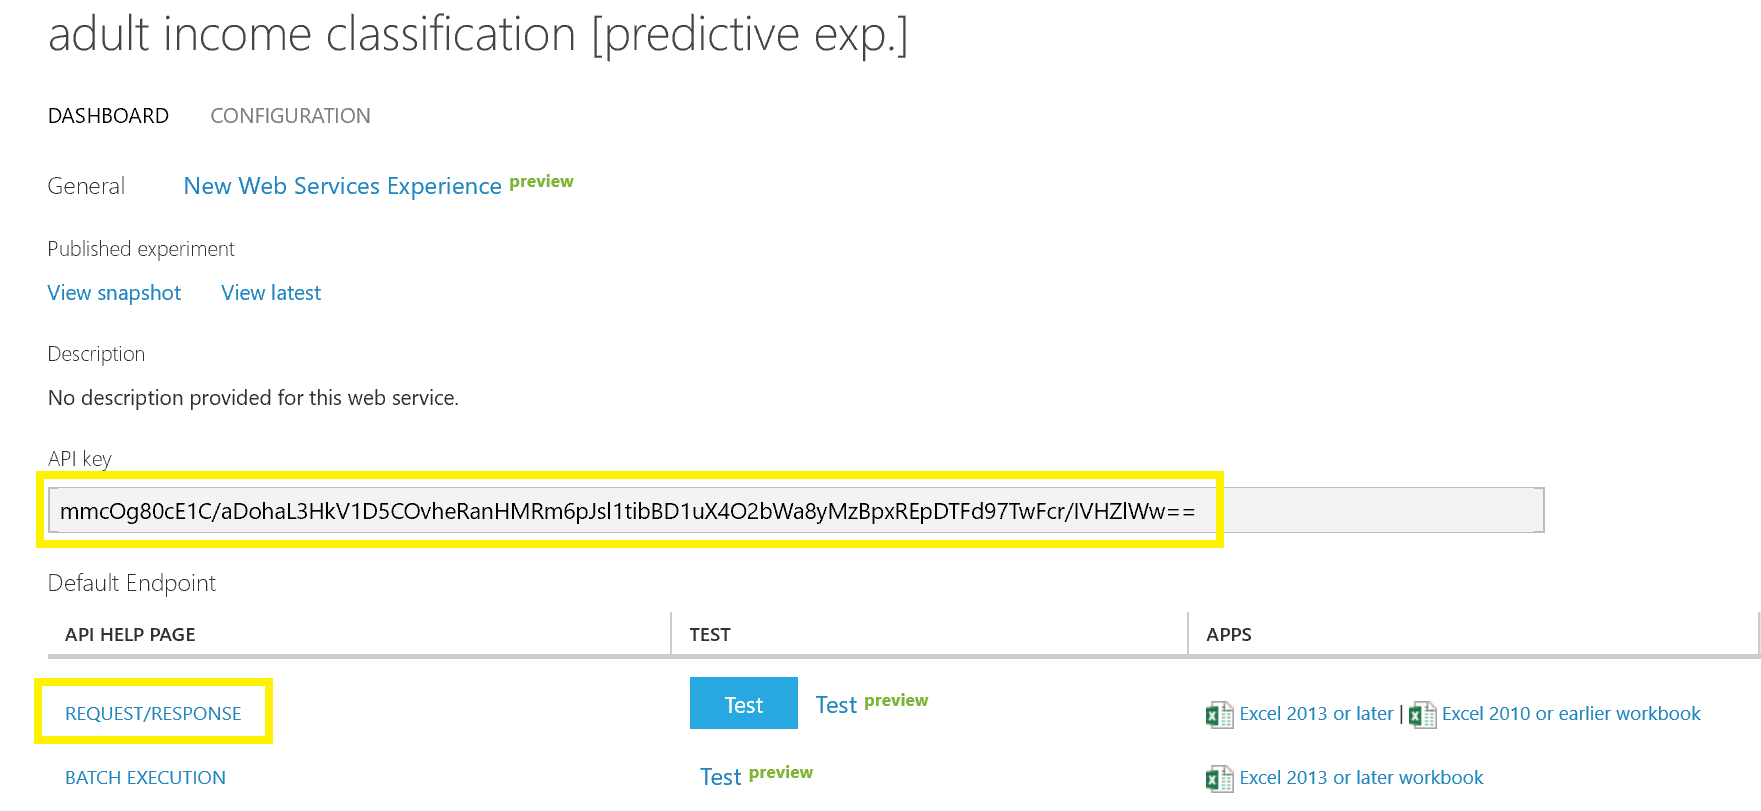 adult income classification [predictive exp.]
DASHBOARD CONFIGURATION
General New Web Services Experience preview
Published experiment
View snapshot View latest
Description
No description provided for this web service.
API key
mmcOg80cE1C/aDohaL3HkV1D5COvheRanHMRm6pJsl1tibBD1uX4O2bWa8yMzBpxREpDTFd97TwFcr/IVHZlWw==
Default Endpoint
API HELP PAGE TEST APPS
REQUEST/RESPONSE Test Test preview Excel 2013 or later | Excel 2010 or earlier workbook
BATCH EXECUTION Test preview Excel 2013 or later workbook